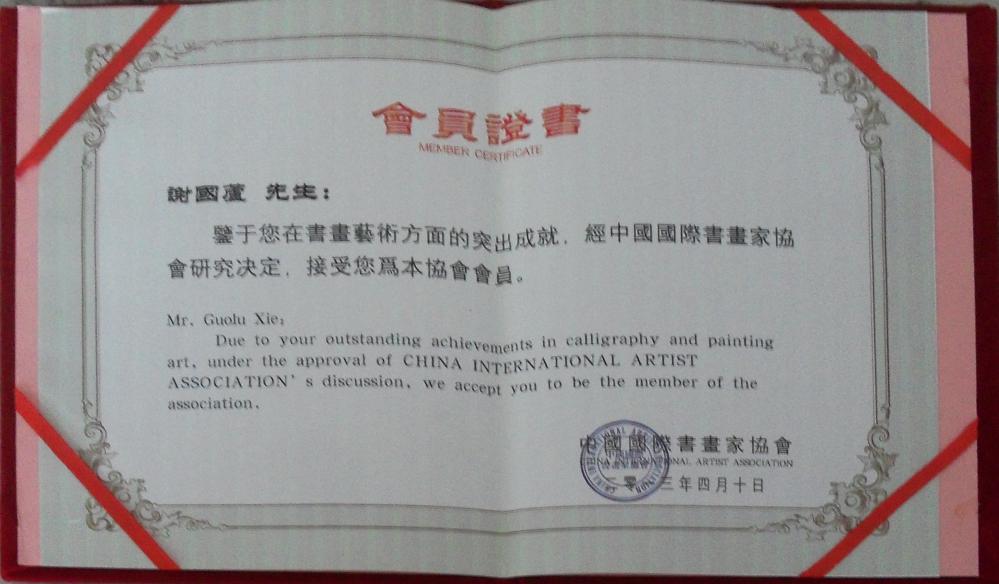 會員證書
MEMBER CERTIFICATE
謝國蘆 先生：
鑒于您在書畫藝術方面的突出成就，經中國國際書畫家協
會研究决定，接受您爲本協會會員。
Mr. Guolu Xie:
Due to your outstanding achievements in calligraphy and painting
art, under the approval of CHINA INTERNATIONAL ARTIST
ASSOCIATION's discussion, we accept you to be the member of the
association.
中國國際書畫家協會
INTERNATIONAL ARTIST ASSOCIATION
三年四月十日